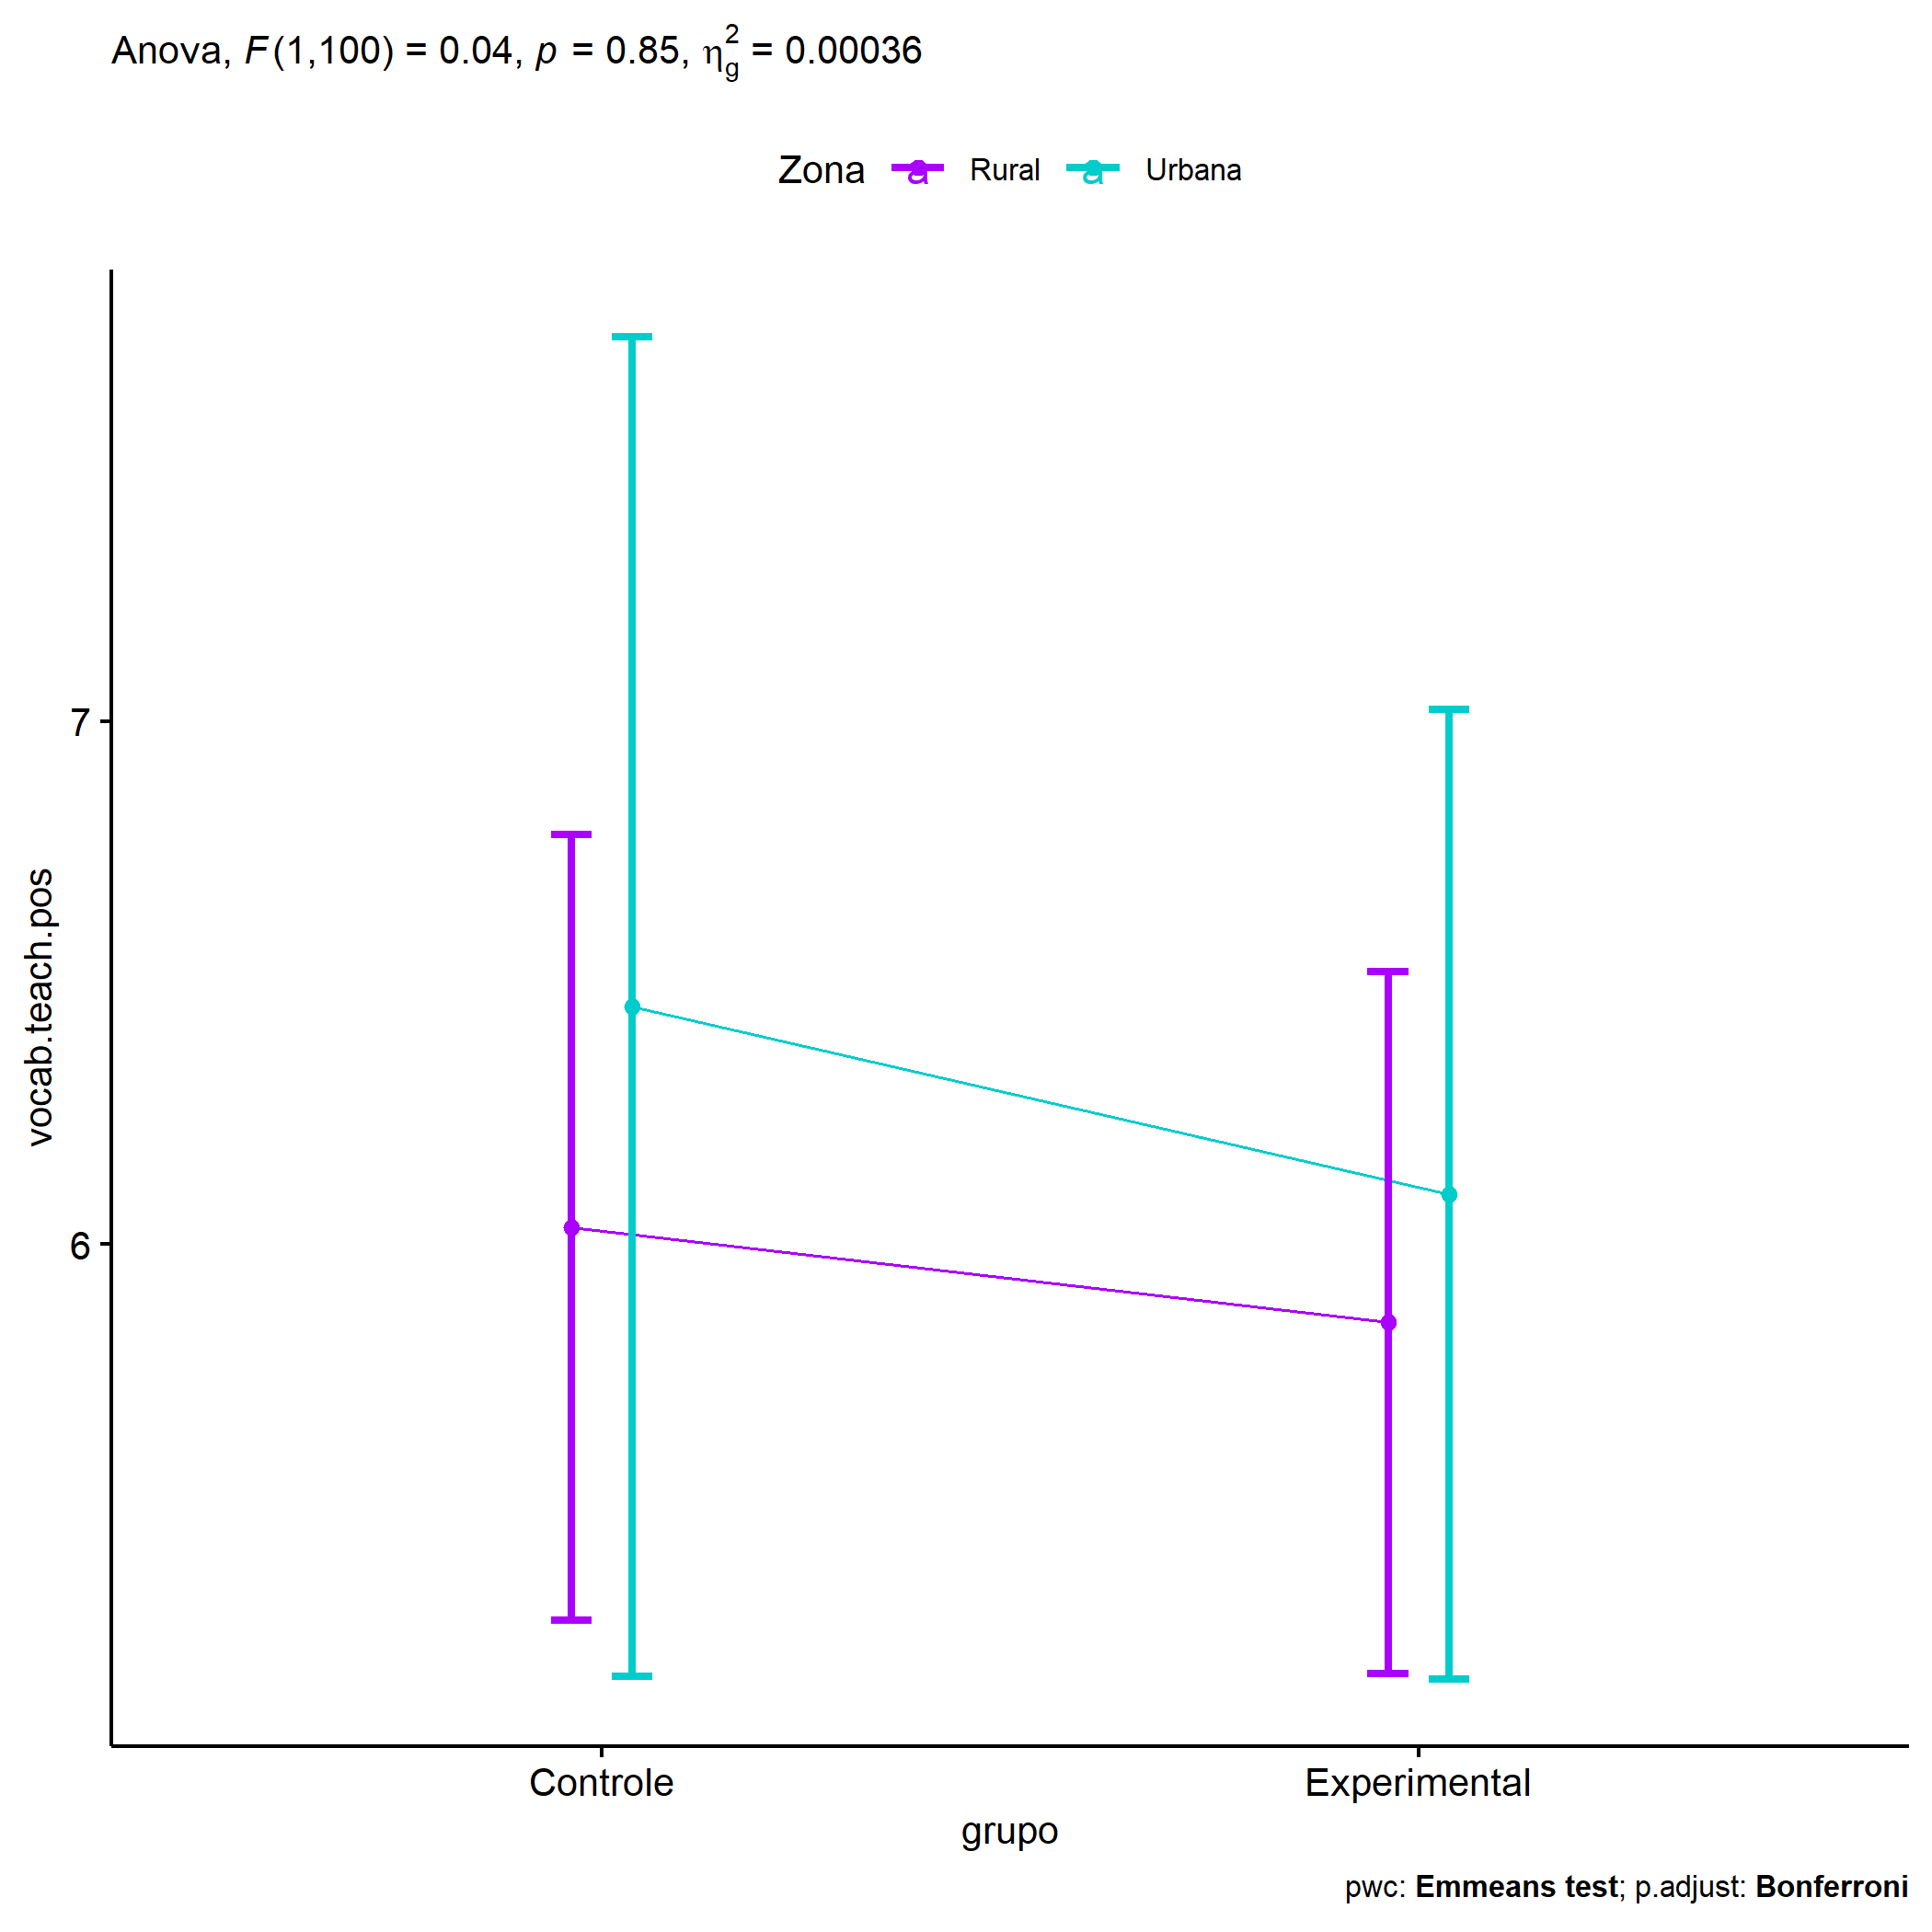 Anova, F(1,100) = 0.04, p = 0.85, η²g = 0.00036
Zona a Rural a Urbana
7
6
vocab.teach.pos
Controle Experimental
grupo
pwc: Emmeans test; p.adjust: Bonferroni